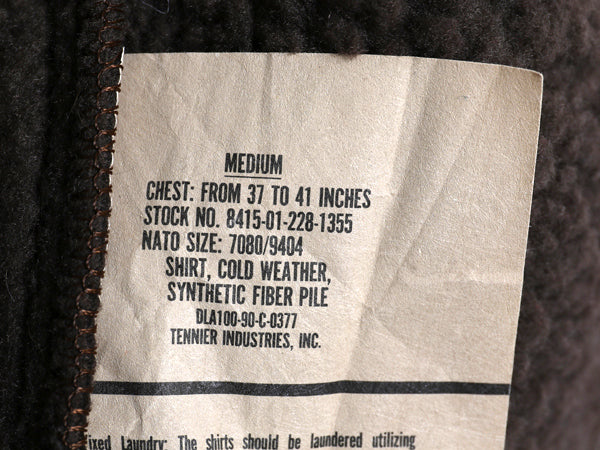 MEDIUM
CHEST: FROM 37 TO 41 INCHES
STOCK NO. 8415-01-228-1355
NATO SIZE: 7080/9404
SHIRT, COLD WEATHER,
SYNTHETIC FIBER PILE
DLA100-90-C-0377
TENNIER INDUSTRIES, INC.
ixed Laundry: The shirts should be laundered utilizing